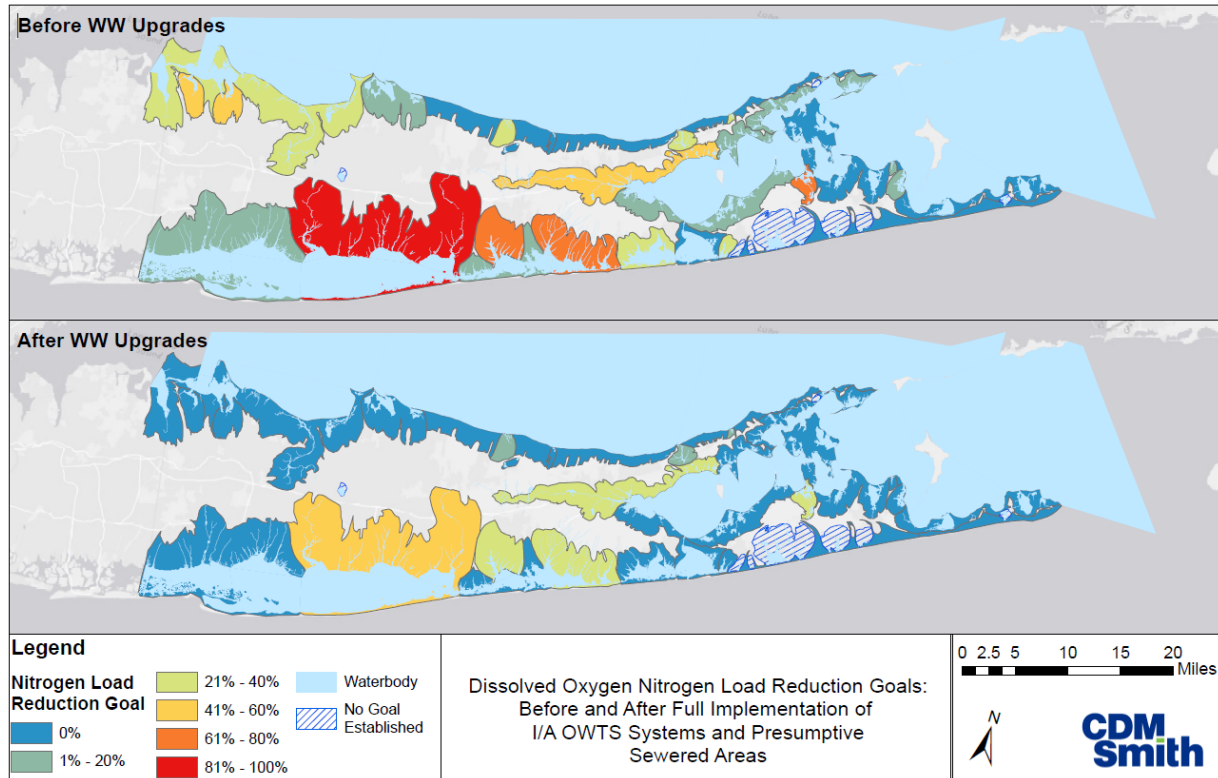 Before WW Upgrades
After WW Upgrades
Legend
Nitrogen Load
Reduction Goal
0%
1% - 20%
21% - 40%
41% - 60%
61% - 80%
81% - 100%
Waterbody
No Goal
Established
Dissolved Oxygen Nitrogen Load Reduction Goals:
Before and After Full Implementation of
I/A OWTS Systems and Presumptive
Sewered Areas
0 2.5 5 10 15 20
Miles
N
CDM
Smith